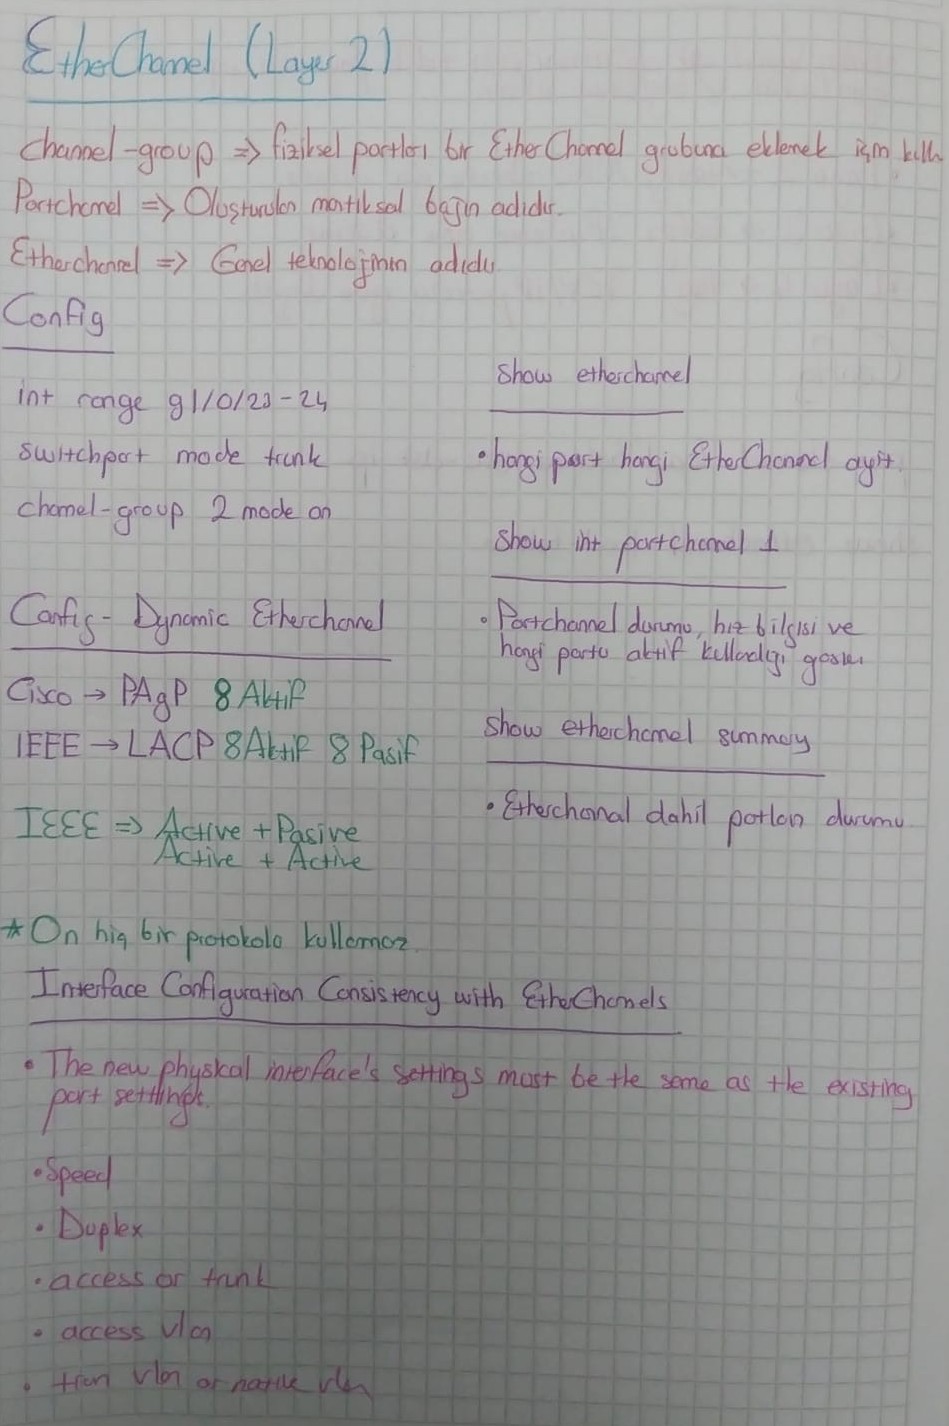 EtherChannel (Layer 2)
channel-group => fiziksel portları bir EtherChannel grubuna eklemek için kull
Portchannel => Oluşturulan mantıksal bağın adıdır.
Etherchannel => Genel teknolojinin adıdır
Config
int range g1/0/23-24
switchport mode trunk
channel-group 2 mode on
Show etherchannel
• hangi port hangi EtherChannel ayit
Show int portchannel 1
• Portchannel durumu, hız bilgisi ve
hangi portu aktif kulladığı
Show etherchannel summary
• Etherchannal dahil portların durumu
Config - Dynamic Etherchannel
Cisco → PAgP 8 Aktif
IEEE → LACP 8 Aktif 8 Pasif
IEEE => Active + Pasive
Active + Active
* On hiç bir protokolo kullanmaz.
Interface Configuration Consistency with EtherChannels
• The new physical interface's settings must be the same as the existing
port settings.
• Speed
• Duplex
• access or trunk
• access vlan
• vlan or native vlan